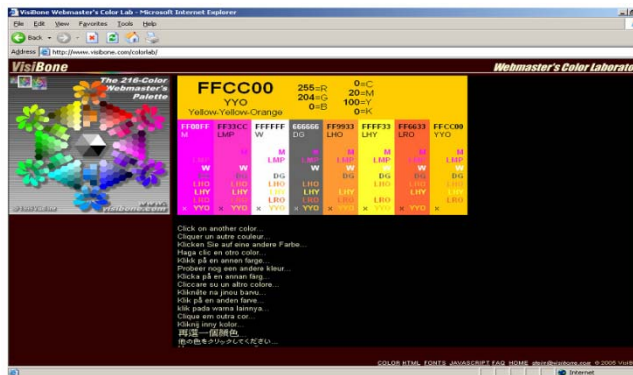 VisiBone Webmaster's Color Lab - Microsoft Internet Explorer
File Edit View Favorites Tools Help
Back
Address http://www.visibone.com/colorlab/
VisiBone
Webmaster's Color Laborato
The 216-Color
Webmaster's
Palette
FFCC00
YYO
Yellow-Yellow-Orange
255=R
204=G
0=B
0=C
20=M
100=Y
0=K
FF00FF FF33CC FFFFFF 666666 FF9933 FFFF33 FF6633 FFCC00
M LMP W DG LHO LHY LRO YYO
Click on another color...
Cliquer un autre couleur...
Klicken Sie auf eine andere Farbe...
Haga clic en otro color...
Klikk på en annen farge...
Probeer nog een andere kleur...
Klicka på en annan färg...
Cliccare su un altro colore...
Klikněte na jinou barvu...
Klik på en anden farve...
klik pada warna lainnya...
Clique em outra cor...
Kliknij inny kolor...
再選一個顏色
他の色をクリックしてください...
COLOR HTML FONTS JAVASCRIPT FAQ HOME
Internet